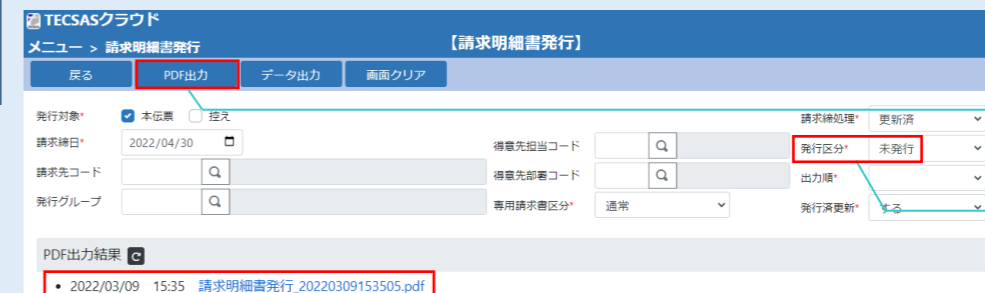 TECSASクラウド
メニュー > 請求明細書発行
【請求明細書発行】
戻る PDF出力 データ出力 画面クリア
発行対象* 本伝票 控え 請求締処理* 更新済
請求締日* 2022/04/30 得意先担当コード 発行区分* 未発行
請求先コード 得意先部署コード 出力順*
発行グループ 専用請求書区分* 通常 発行済更新* する
PDF出力結果
• 2022/03/09 15:35 請求明細書発行_20220309153505.pdf